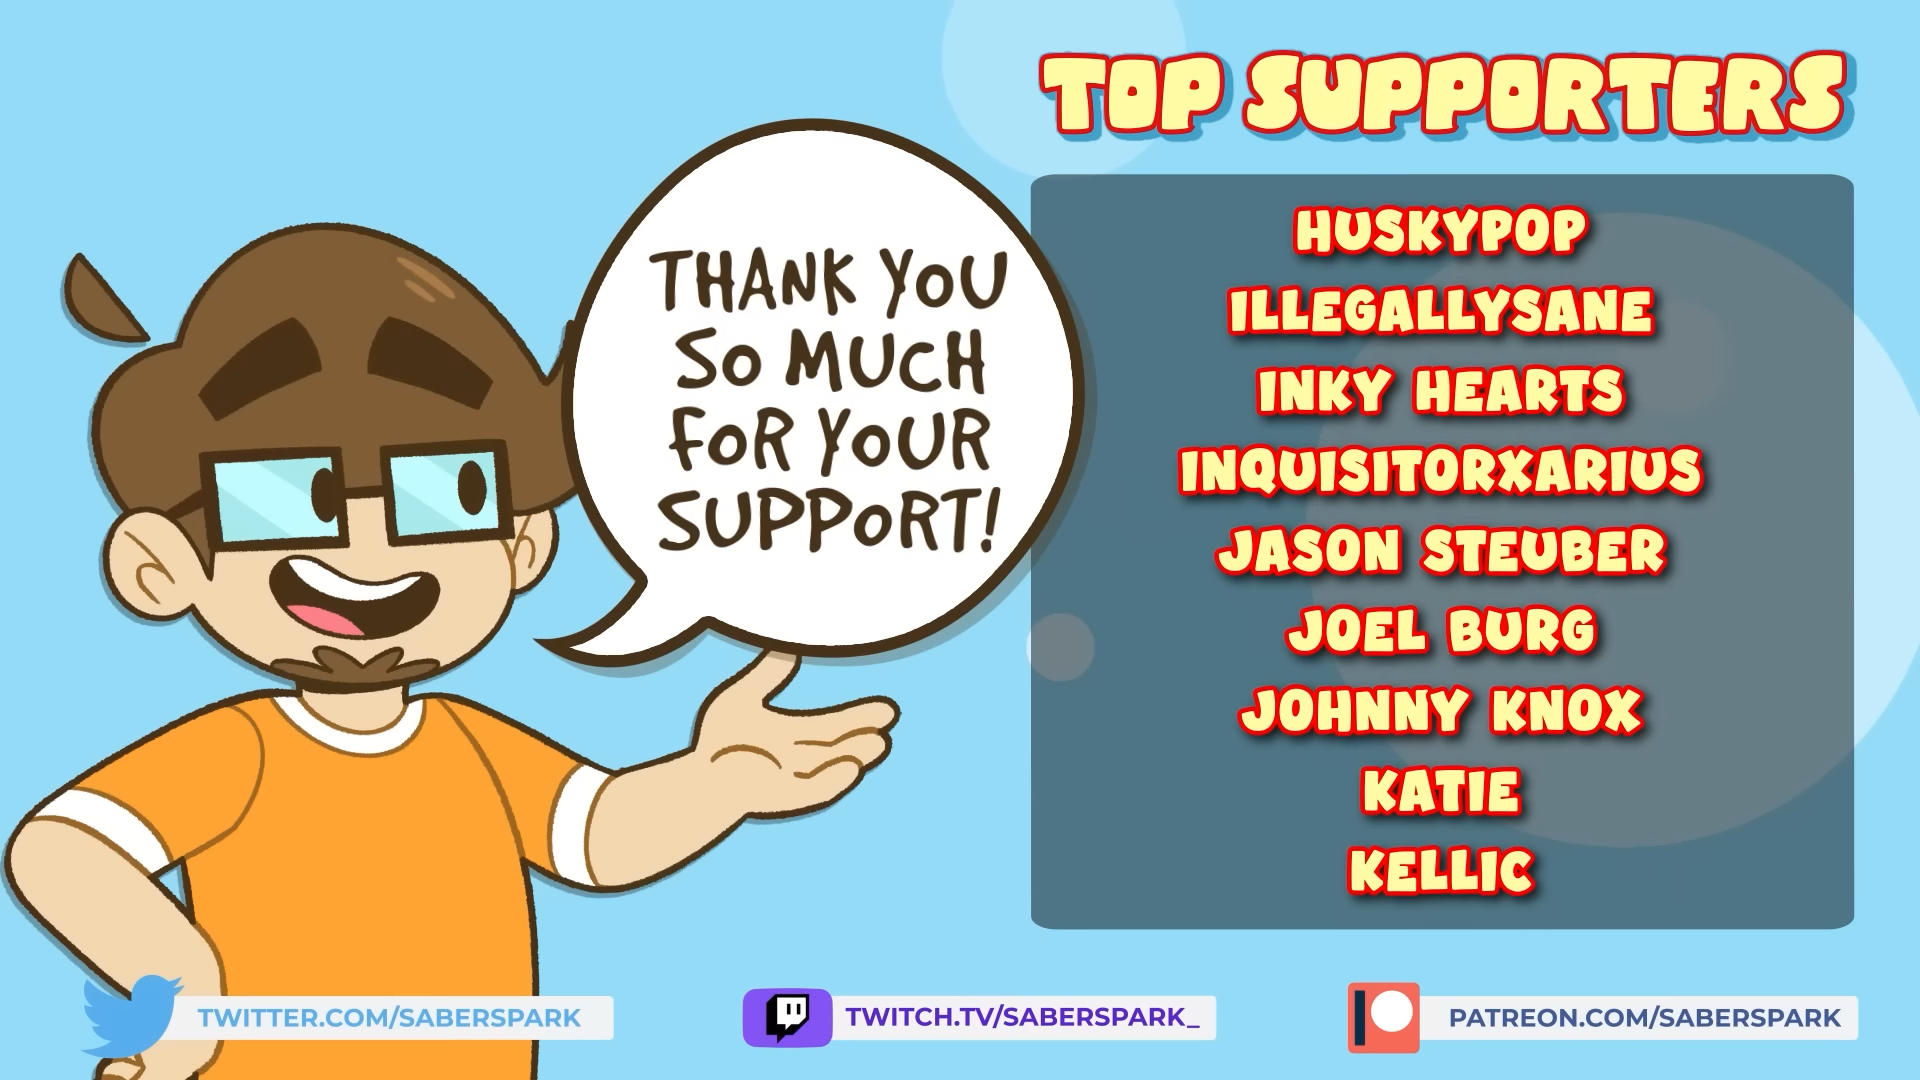 TOP SUPPORTERS
THANK YOU
SO MUCH
FOR YOUR
SUPPORT!
HUSKYPOP
ILLEGALLYSANE
INKY HEARTS
INQUISITORXARIUS
JASON STEUBER
JOEL BURG
JOHNNY KNOX
KATIE
KELLIC
TWITTER.COM/SABERSPARK
TWITCH.TV/SABERSPARK_
PATREON.COM/SABERSPARK